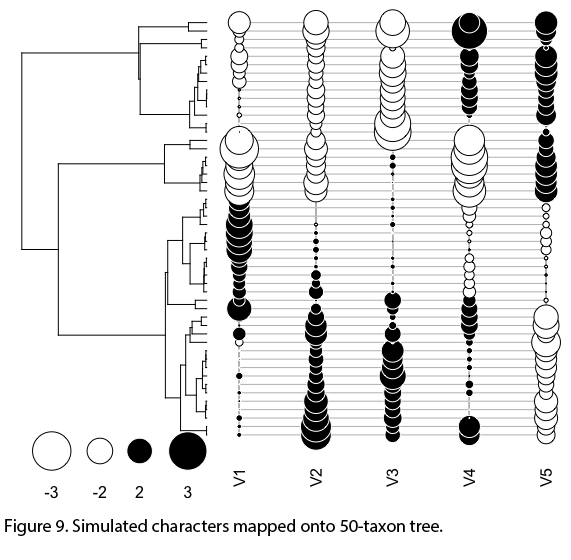 -3 -2 2 3
V1 V2 V3 V4 V5
Figure 9. Simulated characters mapped onto 50-taxon tree.